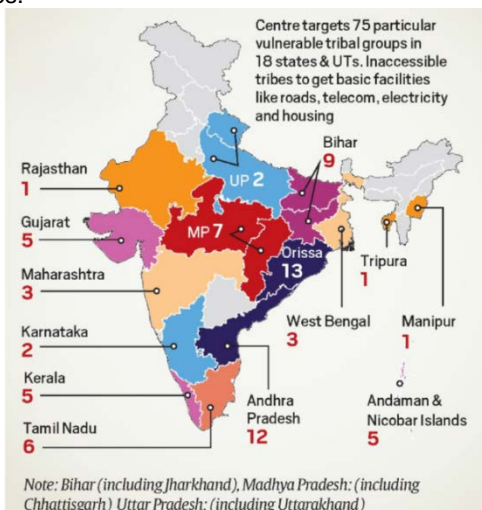 Centre targets 75 particular
vulnerable tribal groups in
18 states & UTs. Inaccessible
tribes to get basic facilities
like roads, telecom, electricity
and housing
Bihar
9
Rajasthan
1
UP 2
Gujarat
5
MP 7
Orissa
13
Maharashtra
3
Tripura
1
Karnataka
2
West Bengal
3
Manipur
1
Kerala
5
Andhra
Pradesh
12
Andaman &
Nicobar Islands
5
Tamil Nadu
6
Note: Bihar (including Jharkhand), Madhya Pradesh: (including
Chhattisgarh) Uttar Pradesh: (including Uttarakhand)